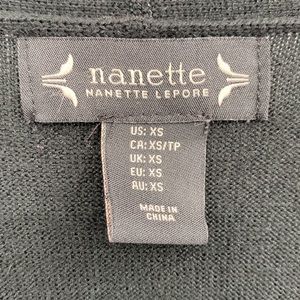 nanette
NANETTE LEPORE
US: XS
CA: XS/TP
UK: XS
EU: XS
AU: XS
MADE IN
CHINA